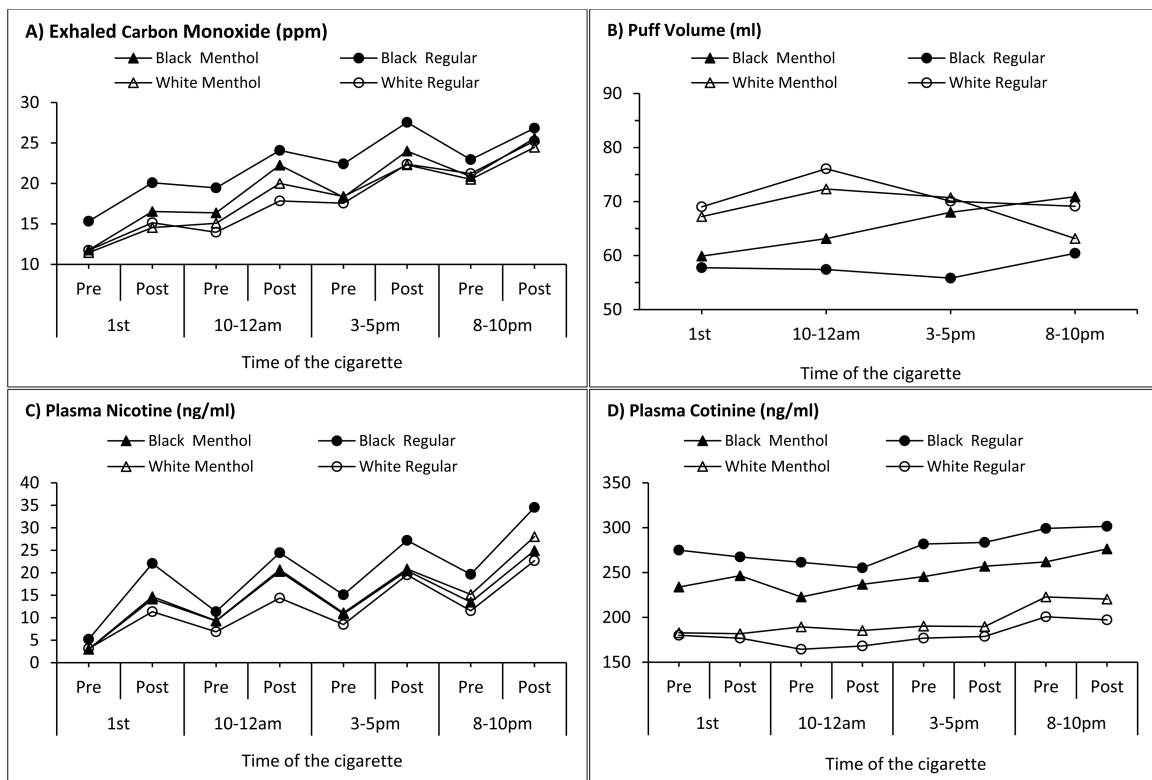 A) Exhaled Carbon Monoxide (ppm)
Black Menthol Black Regular
White Menthol White Regular
30
25
20
15
10
Pre Post Pre Post Pre Post Pre Post
1st 10-12am 3-5pm 8-10pm
Time of the cigarette
B) Puff Volume (ml)
Black Menthol Black Regular
White Menthol White Regular
90
80
70
60
50
1st 10-12am 3-5pm 8-10pm
Time of the cigarette
C) Plasma Nicotine (ng/ml)
Black Menthol Black Regular
White Menthol White Regular
40
35
30
25
20
15
10
5
0
Pre Post Pre Post Pre Post Pre Post
1st 10-12am 3-5pm 8-10pm
Time of the cigarette
D) Plasma Cotinine (ng/ml)
Black Menthol Black Regular
White Menthol White Regular
350
300
250
200
150
Pre Post Pre Post Pre Post Pre Post
1st 10-12am 3-5pm 8-10pm
Time of the cigarette